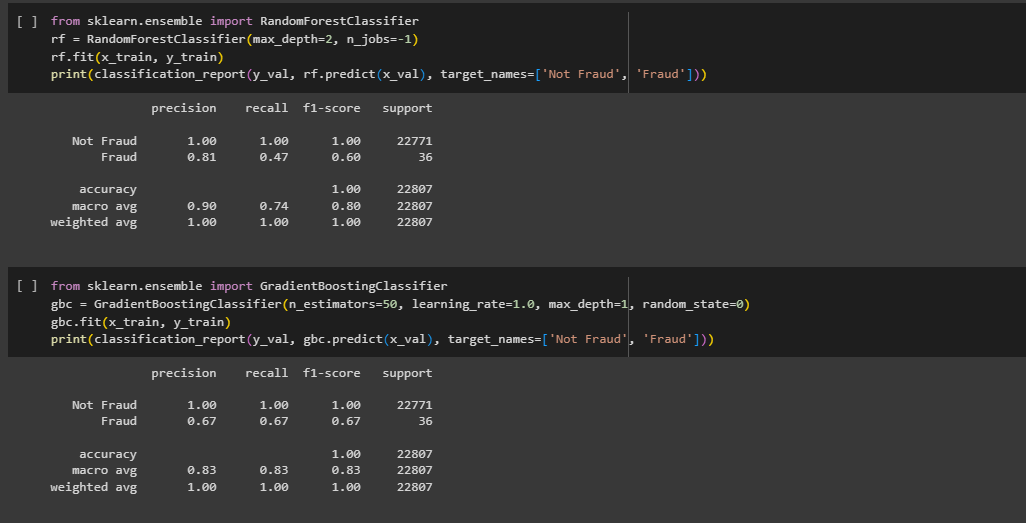 [ ] from sklearn.ensemble import RandomForestClassifier
rf = RandomForestClassifier(max_depth=2, n_jobs=-1)
rf.fit(x_train, y_train)
print(classification_report(y_val, rf.predict(x_val), target_names=['Not Fraud', 'Fraud']))
precision recall f1-score support
Not Fraud 1.00 1.00 1.00 22771
Fraud 0.81 0.47 0.60 36
accuracy 1.00 22807
macro avg 0.90 0.74 0.80 22807
weighted avg 1.00 1.00 1.00 22807
[ ] from sklearn.ensemble import GradientBoostingClassifier
gbc = GradientBoostingClassifier(n_estimators=50, learning_rate=1.0, max_depth=1, random_state=0)
gbc.fit(x_train, y_train)
print(classification_report(y_val, gbc.predict(x_val), target_names=['Not Fraud', 'Fraud']))
precision recall f1-score support
Not Fraud 1.00 1.00 1.00 22771
Fraud 0.67 0.67 0.67 36
accuracy 1.00 22807
macro avg 0.83 0.83 0.83 22807
weighted avg 1.00 1.00 1.00 22807